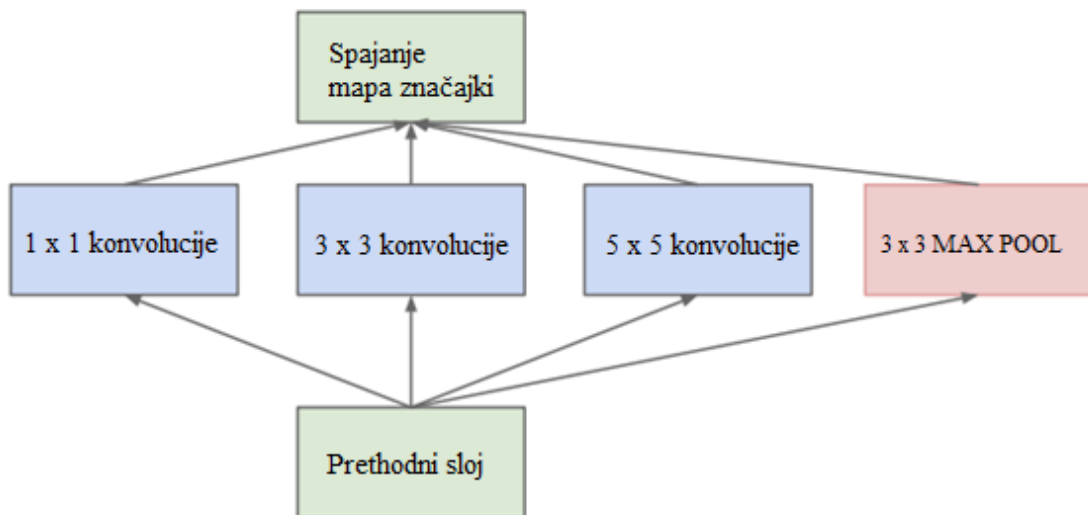 Spajanje
mapa značajki
1 x 1 konvolucije
3 x 3 konvolucije
5 x 5 konvolucije
3 x 3 MAX POOL
Prethodni sloj